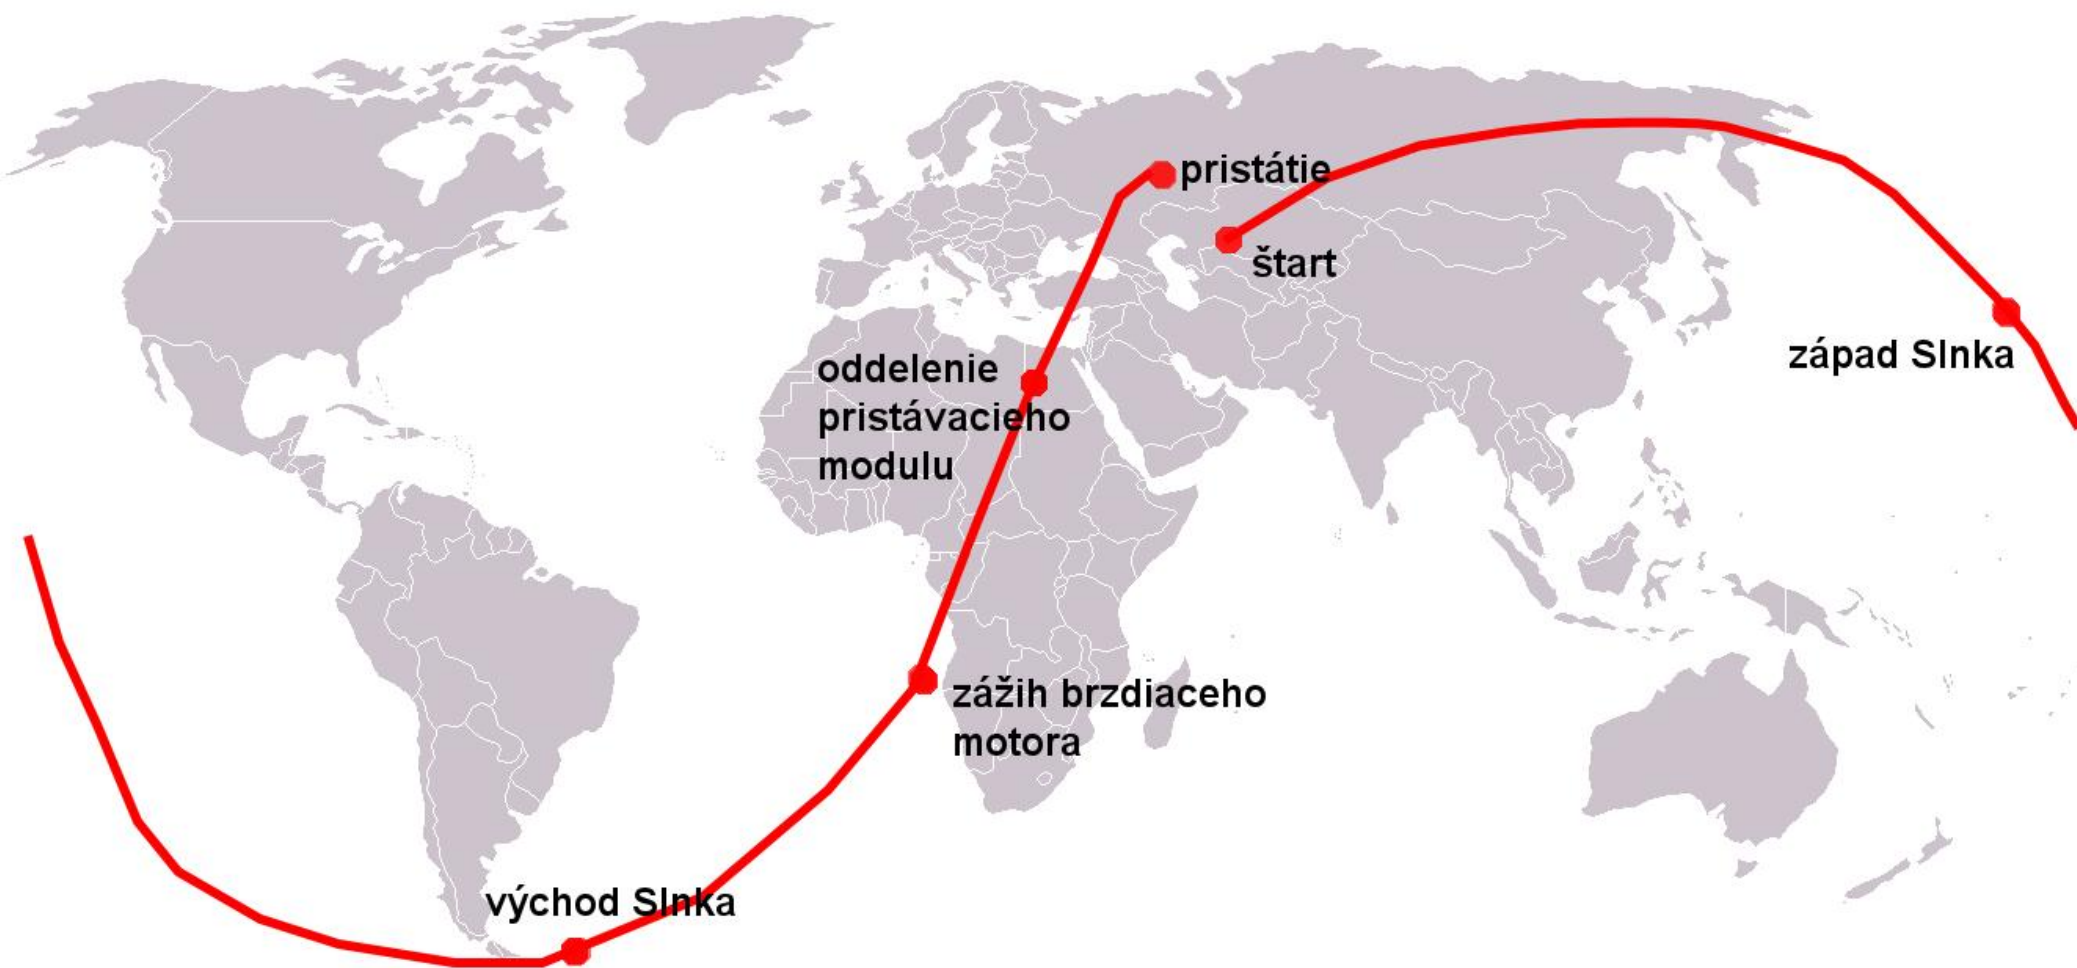 pristátie
štart
západ Slnka
oddelenie
pristávacieho
modulu
zážih brzdiaceho
motora
východ Slnka